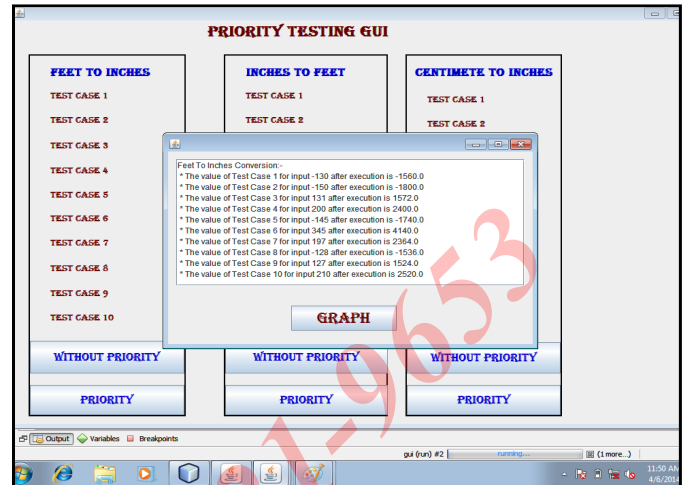 PRIORITY TESTING GUI
FEET TO INCHES
TEST CASE 1
TEST CASE 2
TEST CASE 3
TEST CASE 4
TEST CASE 5
TEST CASE 6
TEST CASE 7
TEST CASE 8
TEST CASE 9
TEST CASE 10
WITHOUT PRIORITY
PRIORITY
INCHES TO FEET
TEST CASE 1
TEST CASE 2
WITHOUT PRIORITY
PRIORITY
CENTIMETE TO INCHES
TEST CASE 1
TEST CASE 2
WITHOUT PRIORITY
PRIORITY
Feet To Inches Conversion:-
* The value of Test Case 1 for input -130 after execution is -1560.0
* The value of Test Case 2 for input -150 after execution is -1800.0
* The value of Test Case 3 for input 131 after execution is 1572.0
* The value of Test Case 4 for input 200 after execution is 2400.0
* The value of Test Case 5 for input -145 after execution is -1740.0
* The value of Test Case 6 for input 345 after execution is 4140.0
* The value of Test Case 7 for input 197 after execution is 2364.0
* The value of Test Case 8 for input -128 after execution is -1536.0
* The value of Test Case 9 for input 127 after execution is 1524.0
* The value of Test Case 10 for input 210 after execution is 2520.0
GRAPH
Output Variables Breakpoints
gui (run) #2 running... (1 more...)
11:50 AM
4/6/2014
-9653